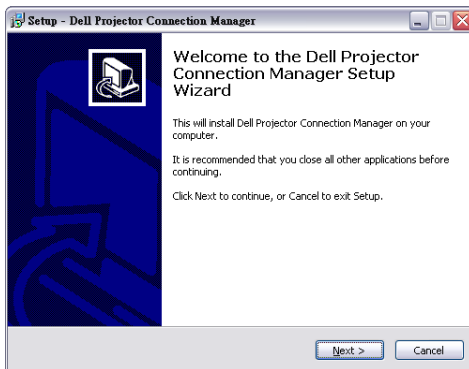 Setup - Dell Projector Connection Manager
Welcome to the Dell Projector
Connection Manager Setup
Wizard
This will install Dell Projector Connection Manager on your
computer.
It is recommended that you close all other applications before
continuing.
Click Next to continue, or Cancel to exit Setup.
Next > Cancel